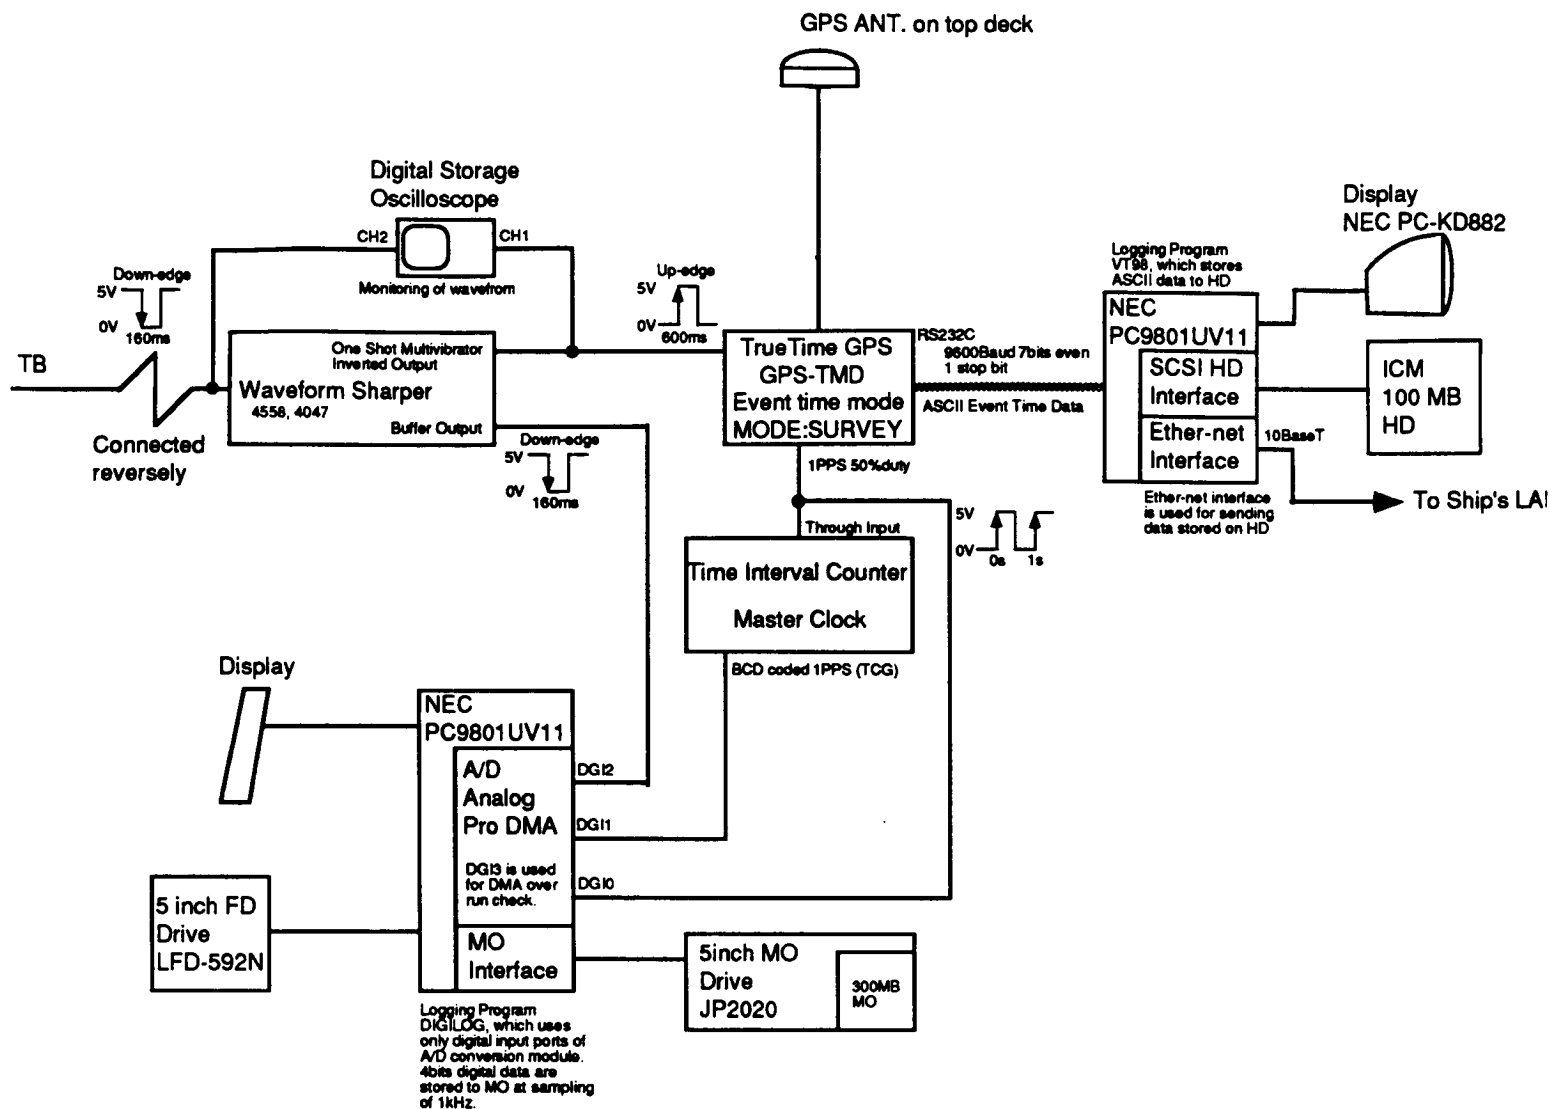 GPS ANT. on top deck
Digital Storage
Oscilloscope
CH2
CH1
Monitoring of wavefrom
Down-edge
5V
0V
160ms
TB
Connected
reversely
One Shot Multivibrator
Inverted Output
Waveform Sharper
4558, 4047
Buffer Output
Up-edge
5V
0V
600ms
Down-edge
5V
0V
160ms
TrueTime GPS
GPS-TMD
Event time mode
MODE:SURVEY
RS232C
9600Baud 7bits even
1 stop bit
ASCII Event Time Data
Display
NEC PC-KD882
Logging Program
VT98, which stores
ASCII data to HD
NEC
PC9801UV11
SCSI HD
Interface
Ether-net
Interface
10BaseT
ICM
100 MB
HD
To Ship's LA
Ether-net interface
is used for sending
data stored on HD
1PPS 50%duty
Through Input
5V
0V
0s
1s
Time Interval Counter
Master Clock
BCD coded 1PPS (TCG)
Display
NEC
PC9801UV11
A/D
Analog
Pro DMA
DGI3 is used
for DMA over
run check.
DGI2
DGI1
DGI0
MO
Interface
5 inch FD
Drive
LFD-592N
5inch MO
Drive
JP2020
300MB
MO
Logging Program
DIGILOG, which uses
only digital input ports of
A/D conversion module.
4bits digital data are
stored to MO at sampling
of 1kHz.